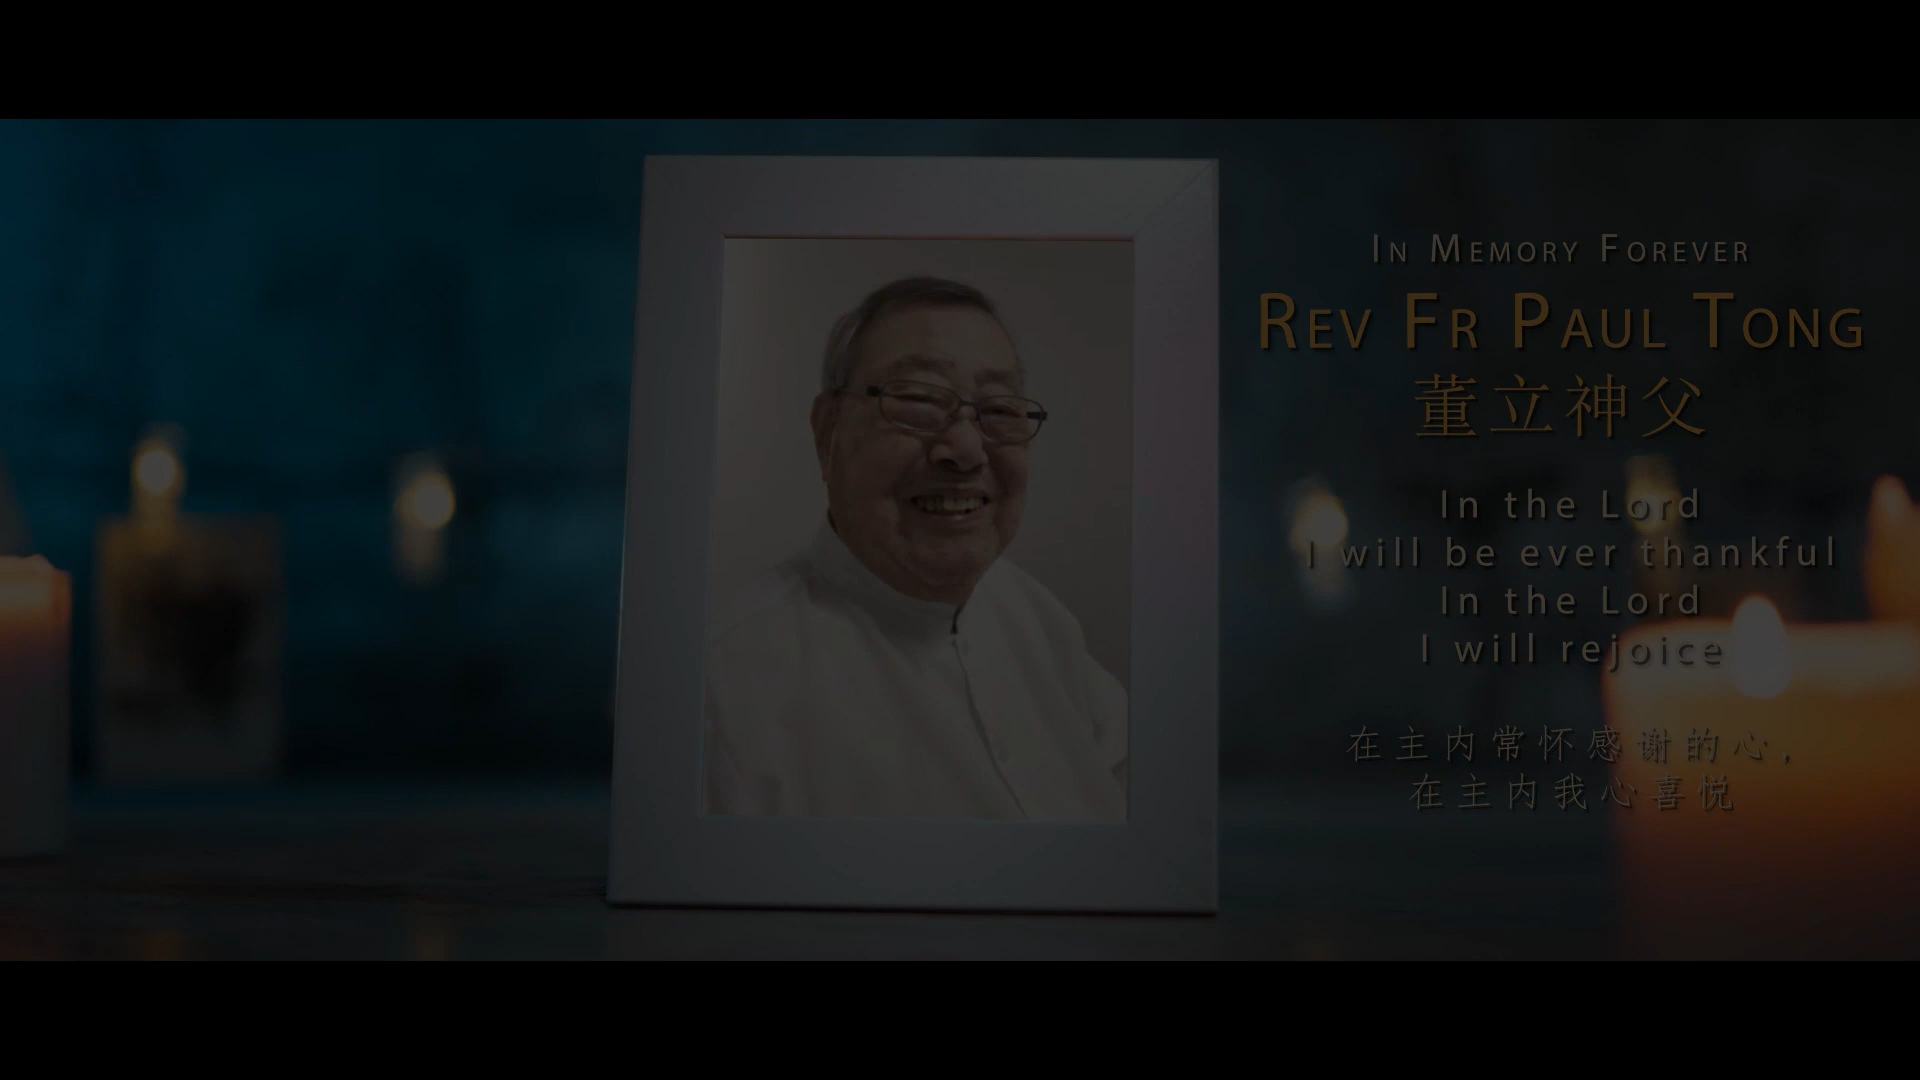 In Memory Forever
Rev Fr Paul Tong
董立神父
In the Lord
I will be ever thankful
In the Lord
I will rejoice
在主内常怀感谢的心，
在主内我心喜悦